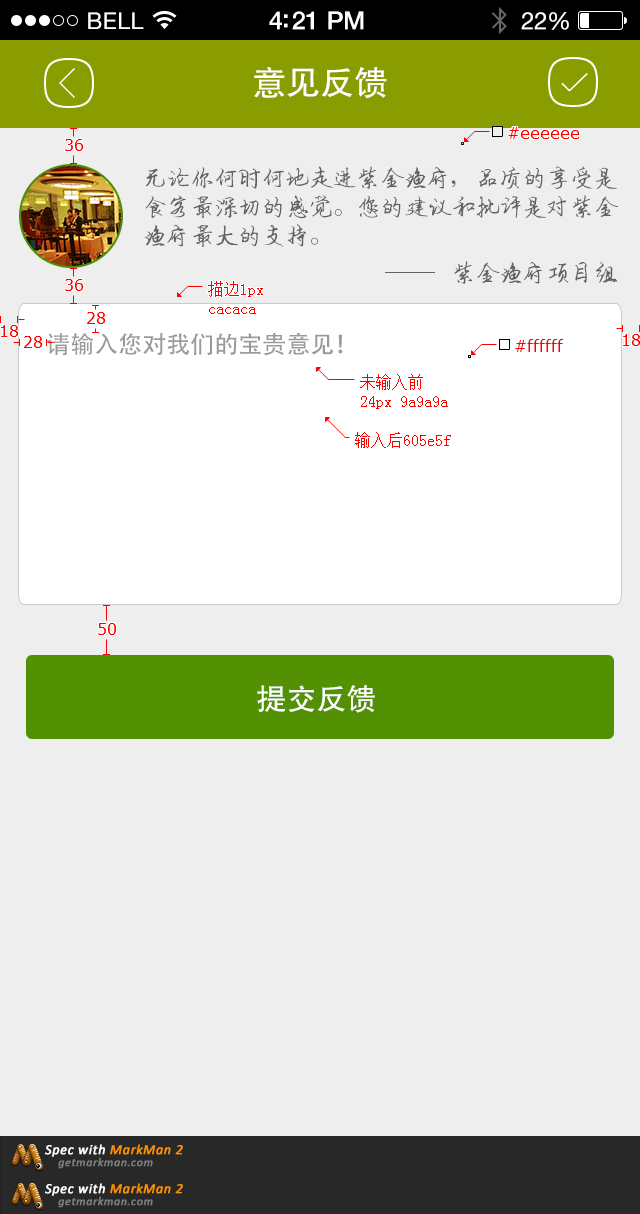 BELL 4:21 PM 22%
意见反馈
36
#eeeeee
无论你何时何地走进紫金渔府，品质的享受是
食客最深切的感觉。您的建议和批评是对紫金
渔府最大的支持。
—— 紫金渔府项目组
36
描边1px
cacaca
18
18
28
请输入您对我们的宝贵意见！
#ffffff
18
未输入前
24px 9a9a9a
输入后605e5f
50
提交反馈
Spec with MarkMan 2
getmarkman.com
Spec with MarkMan 2
getmarkman.com